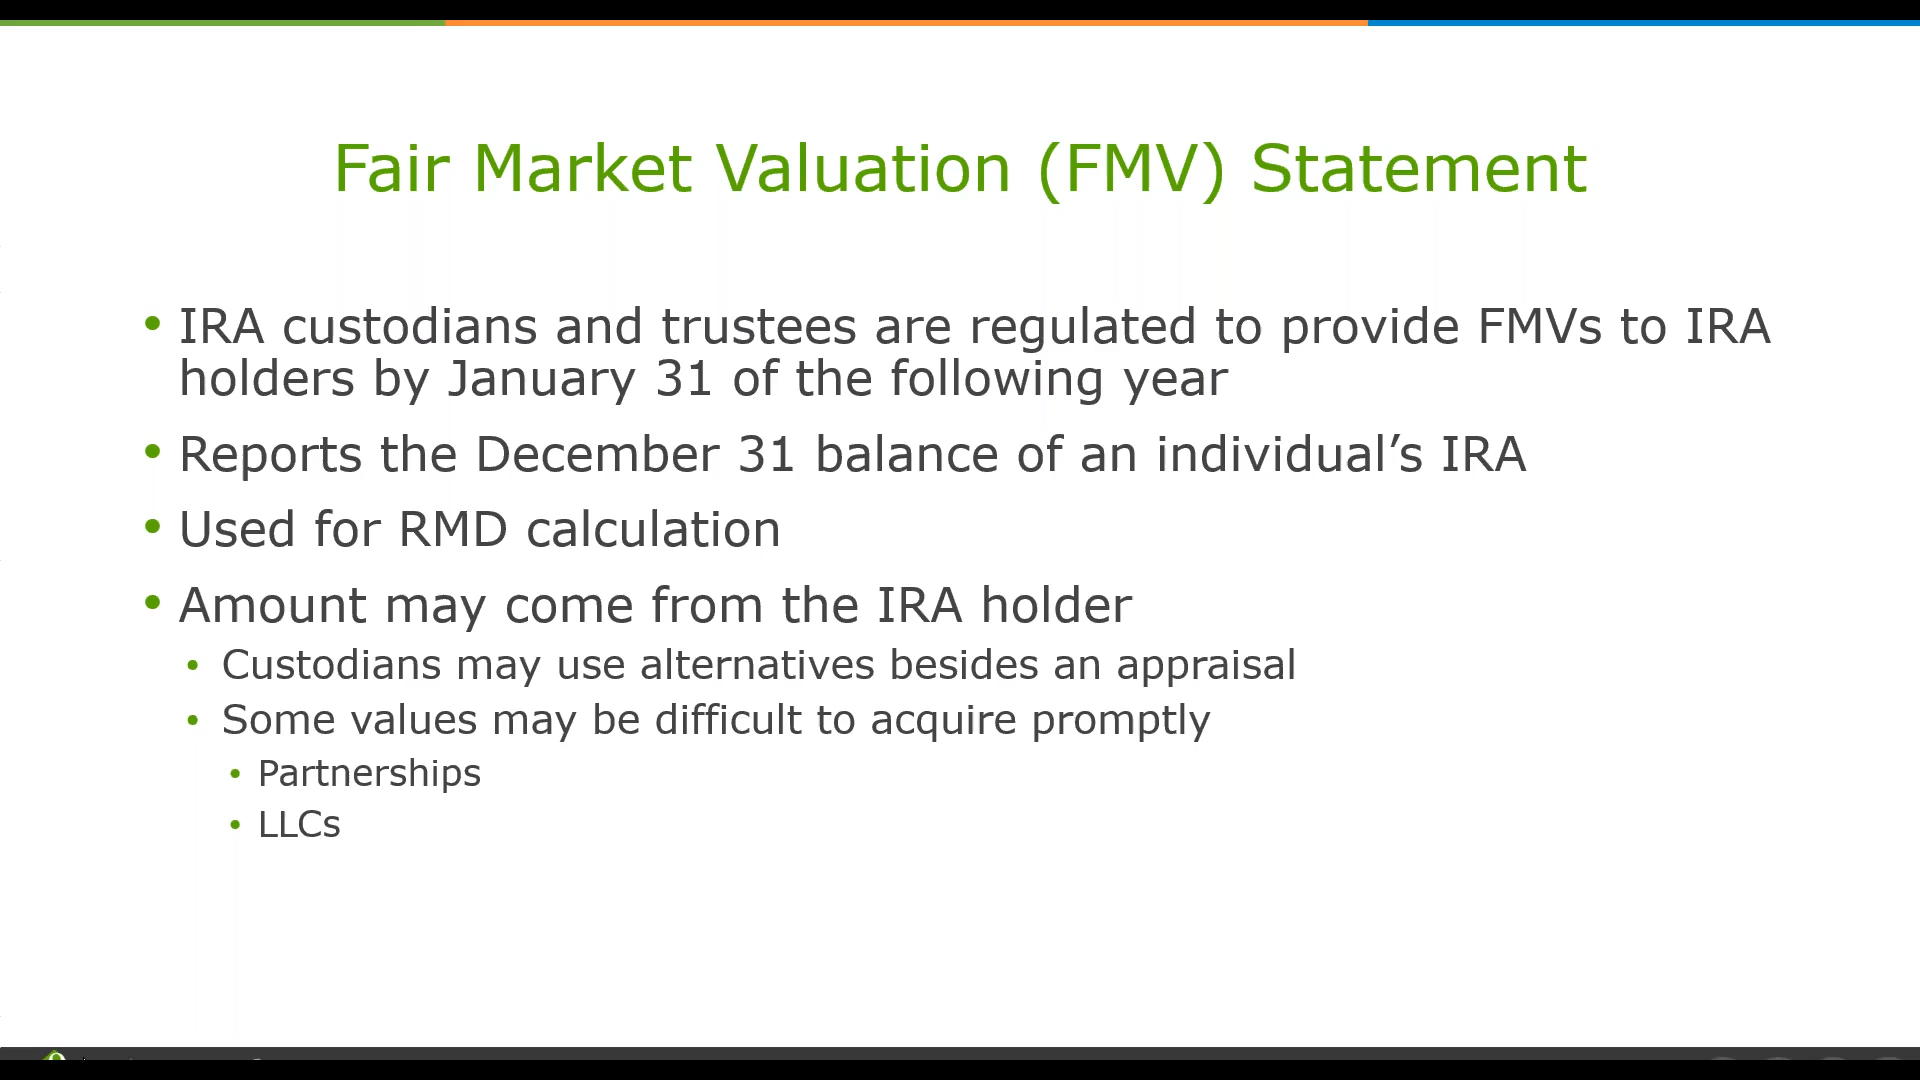 Fair Market Valuation (FMV) Statement
• IRA custodians and trustees are regulated to provide FMVs to IRA
holders by January 31 of the following year
• Reports the December 31 balance of an individual’s IRA
• Used for RMD calculation
• Amount may come from the IRA holder
• Custodians may use alternatives besides an appraisal
• Some values may be difficult to acquire promptly
• Partnerships
• LLCs